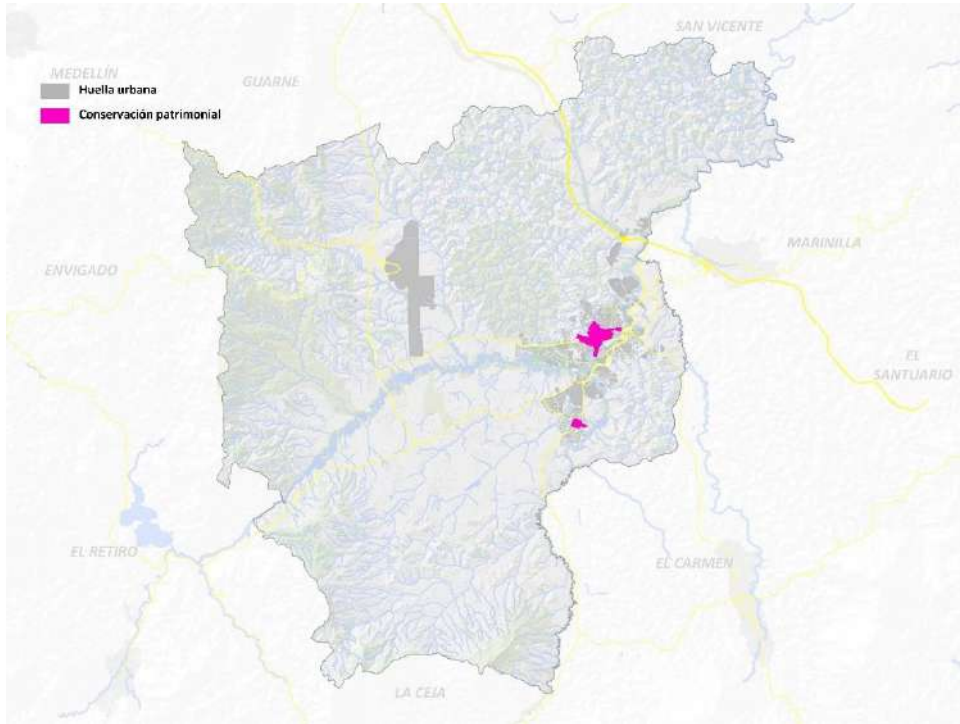 SAN VICENTE
MEDELLÍN
GUARNE
Huella urbana
Conservación patrimonial
MARINILLA
ENVIGADO
EL
SANTUARIO
EL RETIRO
EL CARMEN
LA CEJA